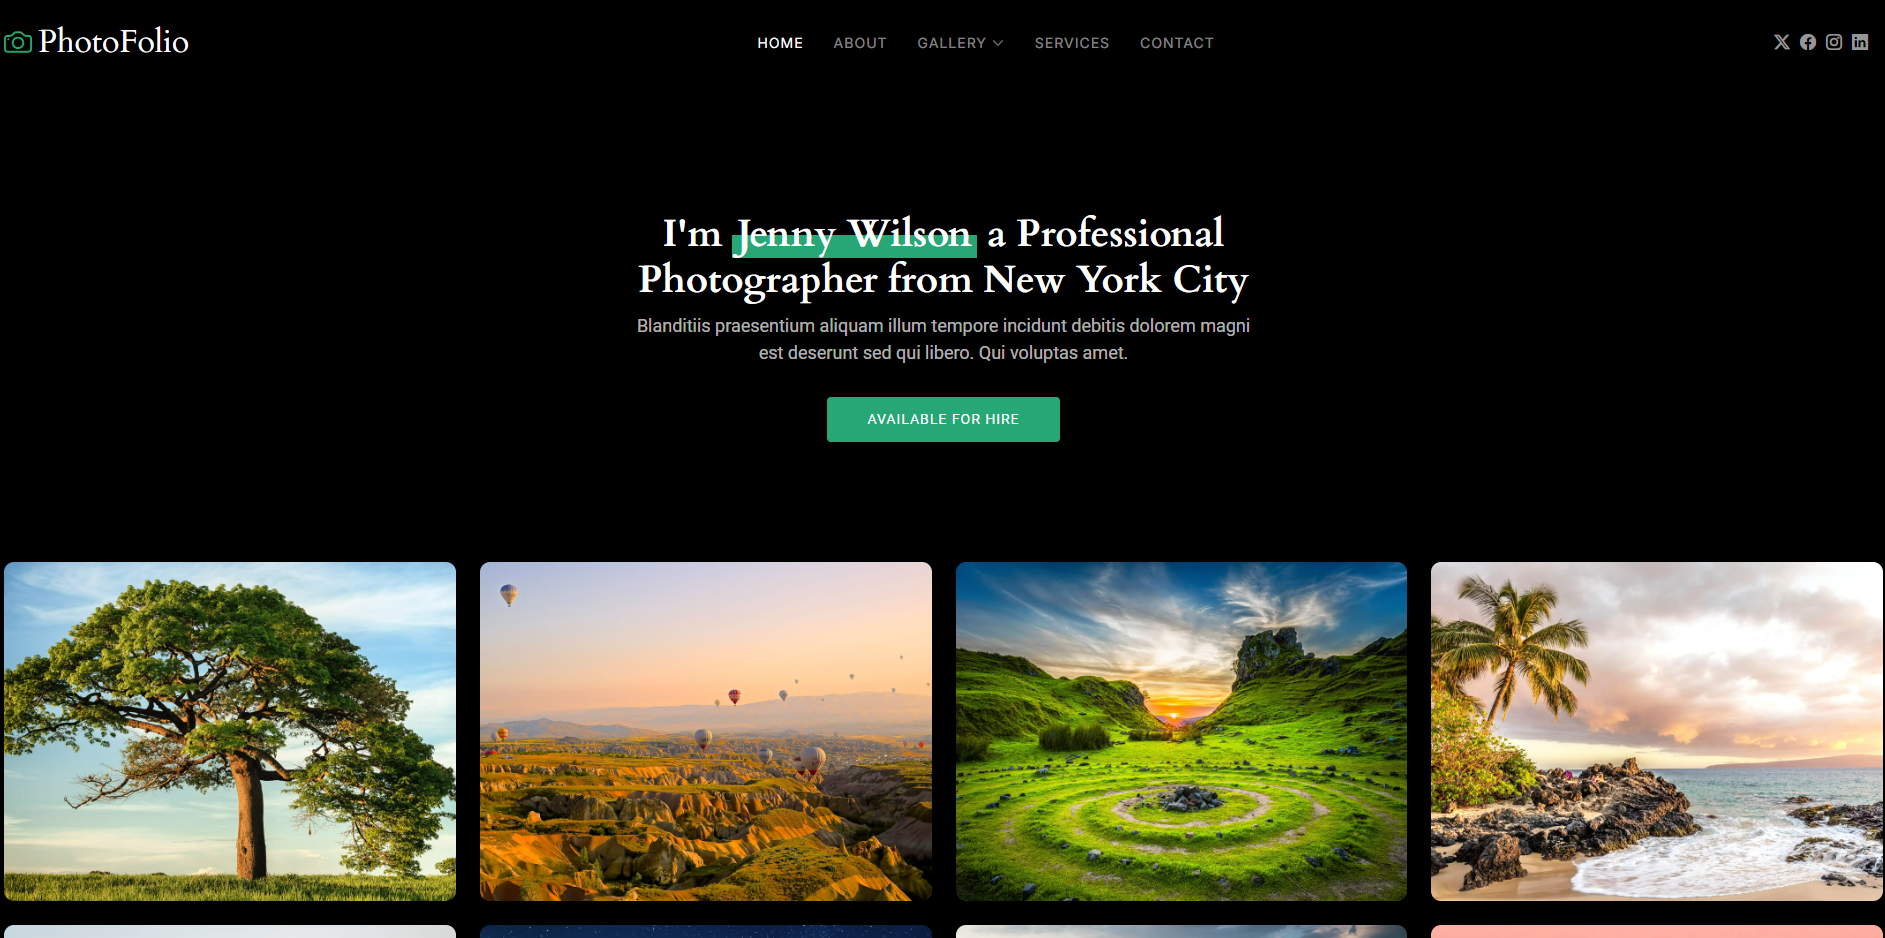 PhotoFolio
HOME ABOUT GALLERY SERVICES CONTACT
I'm Jenny Wilson a Professional
Photographer from New York City
Blanditiis praesentium aliquam illum tempore incidunt debitis dolorem magni
est deserunt sed qui libero. Qui voluptas amet.
AVAILABLE FOR HIRE